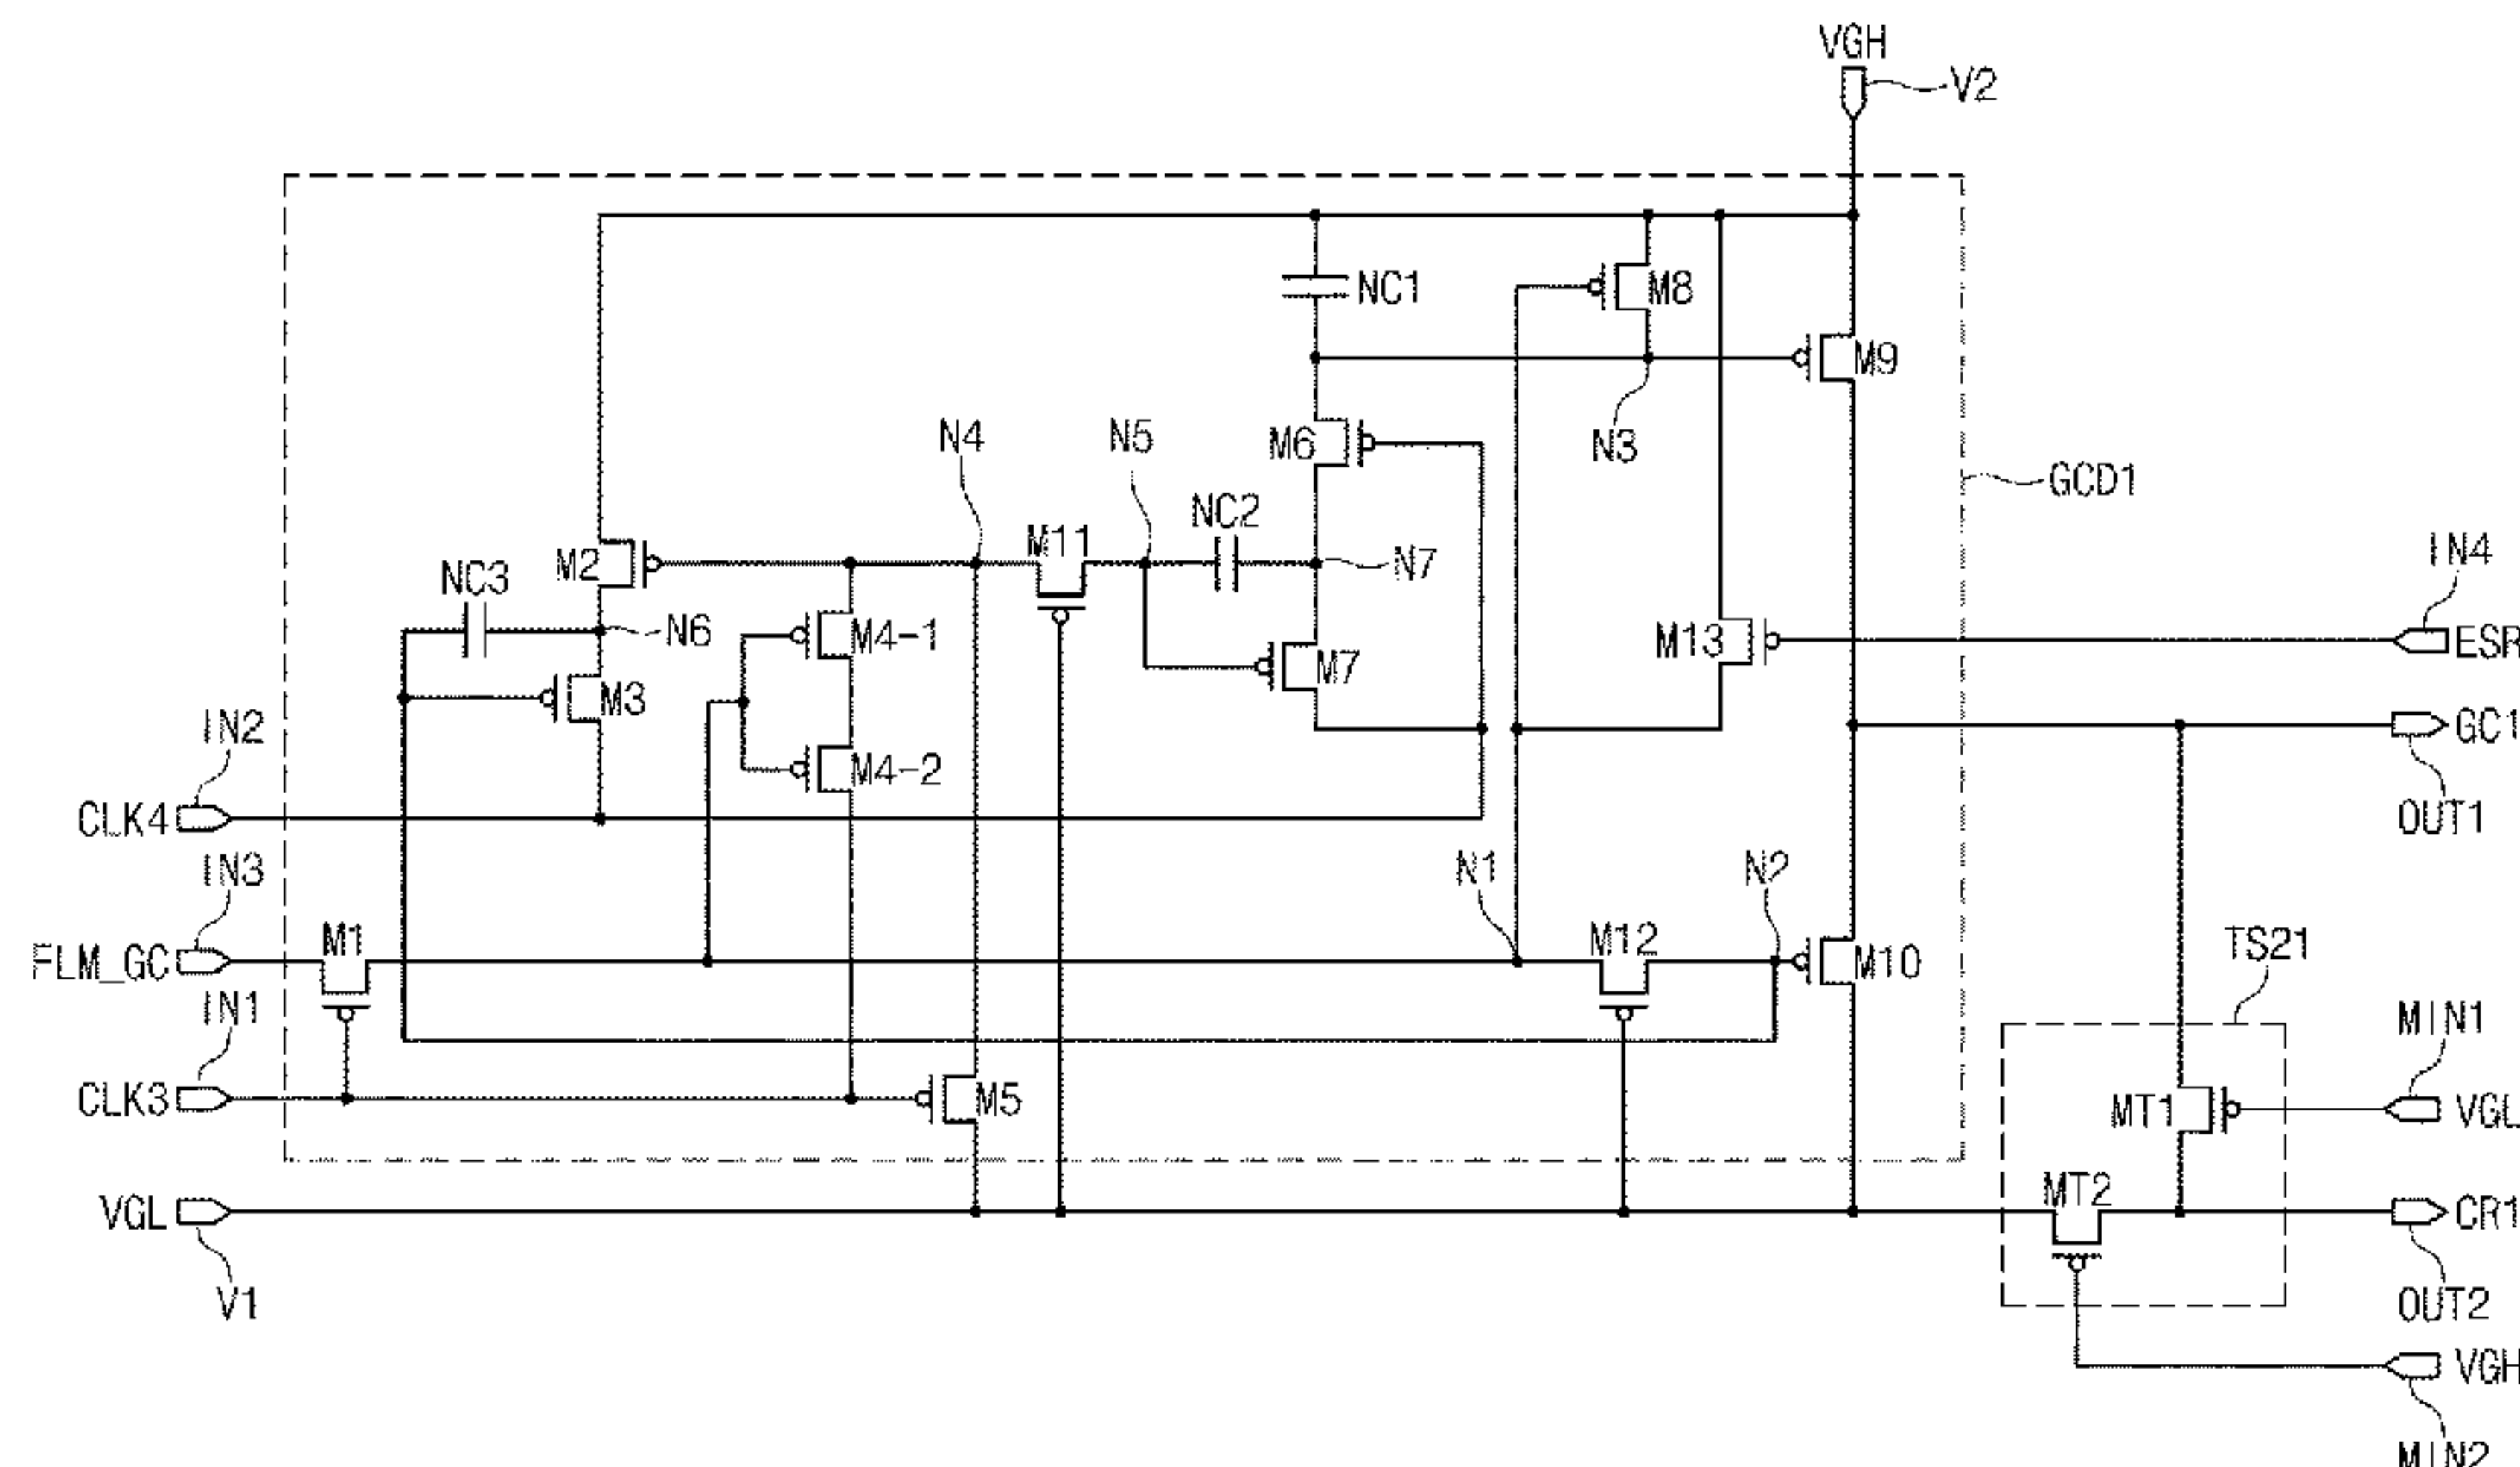 VGH
V2
NC1
M8
M9
N4
N5
M6
N3
GCD1
NC2
M11
M2
N7
IN4
NC3
N6
M4-1
M13
ESR
M7
M3
IN2
GC1
M4-2
CLK4
OUT1
IN3
N1
N2
M1
M12
TS21
FLM_GC
M10
IN1
MIN1
CLK3
M5
MT1
VGL
MT2
VGL
CR1
V1
OUT2
VGH
MIN2